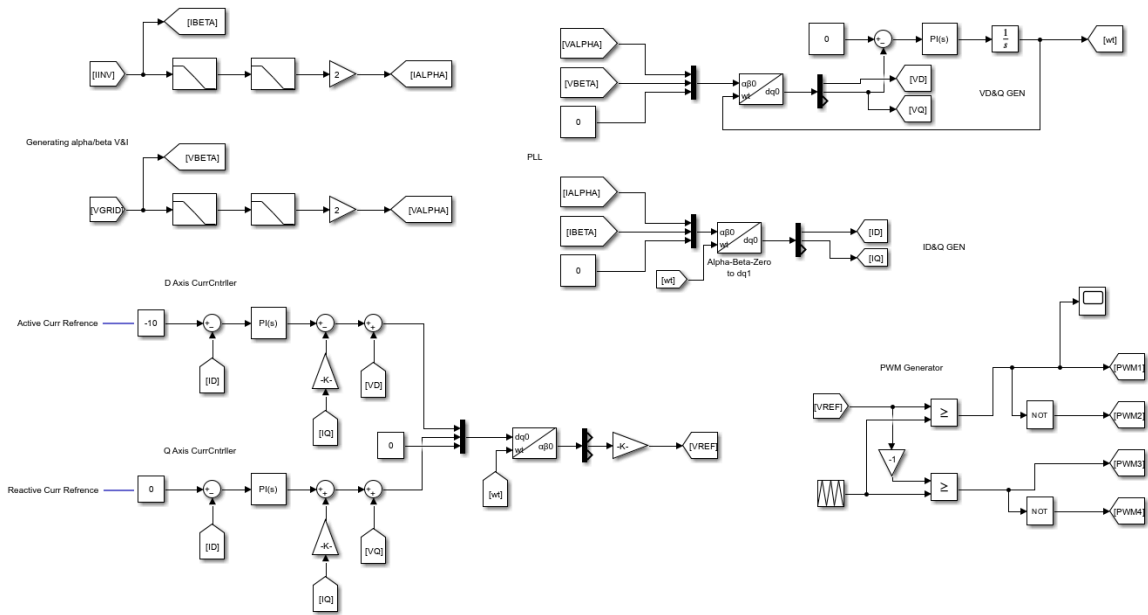 [IBETA]
[IINV]
2
[IALPHA]
Generating alpha/beta V&I
[VBETA]
[VGRID]
2
[VALPHA]
[VALPHA]
[VBETA]
0
αβ0
wt
dq0
0
+
−
PI(s)
1
s
[wt]
[VD]
[VQ]
VD&Q GEN
PLL
[IALPHA]
[IBETA]
0
[wt]
αβ0
wt
dq0
Alpha-Beta-Zero
to dq1
[ID]
[IQ]
ID&Q GEN
D Axis CurrCntrller
Active Curr Refrence
-10
+
−
PI(s)
+
−
+
+
[ID]
-K-
[IQ]
[VD]
Q Axis CurrCntrller
Reactive Curr Refrence
0
+
−
PI(s)
+
+
+
+
[ID]
-K-
[IQ]
[VQ]
0
dq0
wt
αβ0
[wt]
-K-
[VREF]
PWM Generator
[VREF]
≥
[PWM1]
NOT
[PWM2]
-1
≥
[PWM3]
NOT
[PWM4]